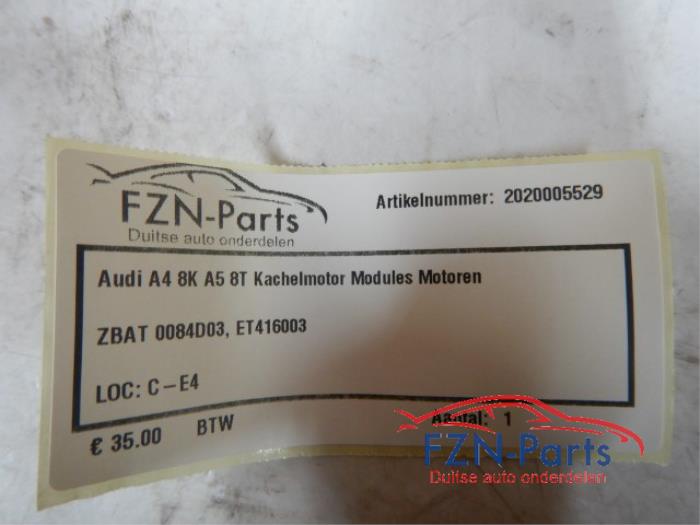 FZN-Parts
Duitse auto onderdelen
Artikelnummer: 2020005529
Audi A4 8K A5 8T Kachelmotor Modules Motoren
ZBAT 0084D03, ET416003
LOC: C-E4
€ 35.00 BTW
Aantal: 1
FZN-Parts
Duitse auto onderdelen